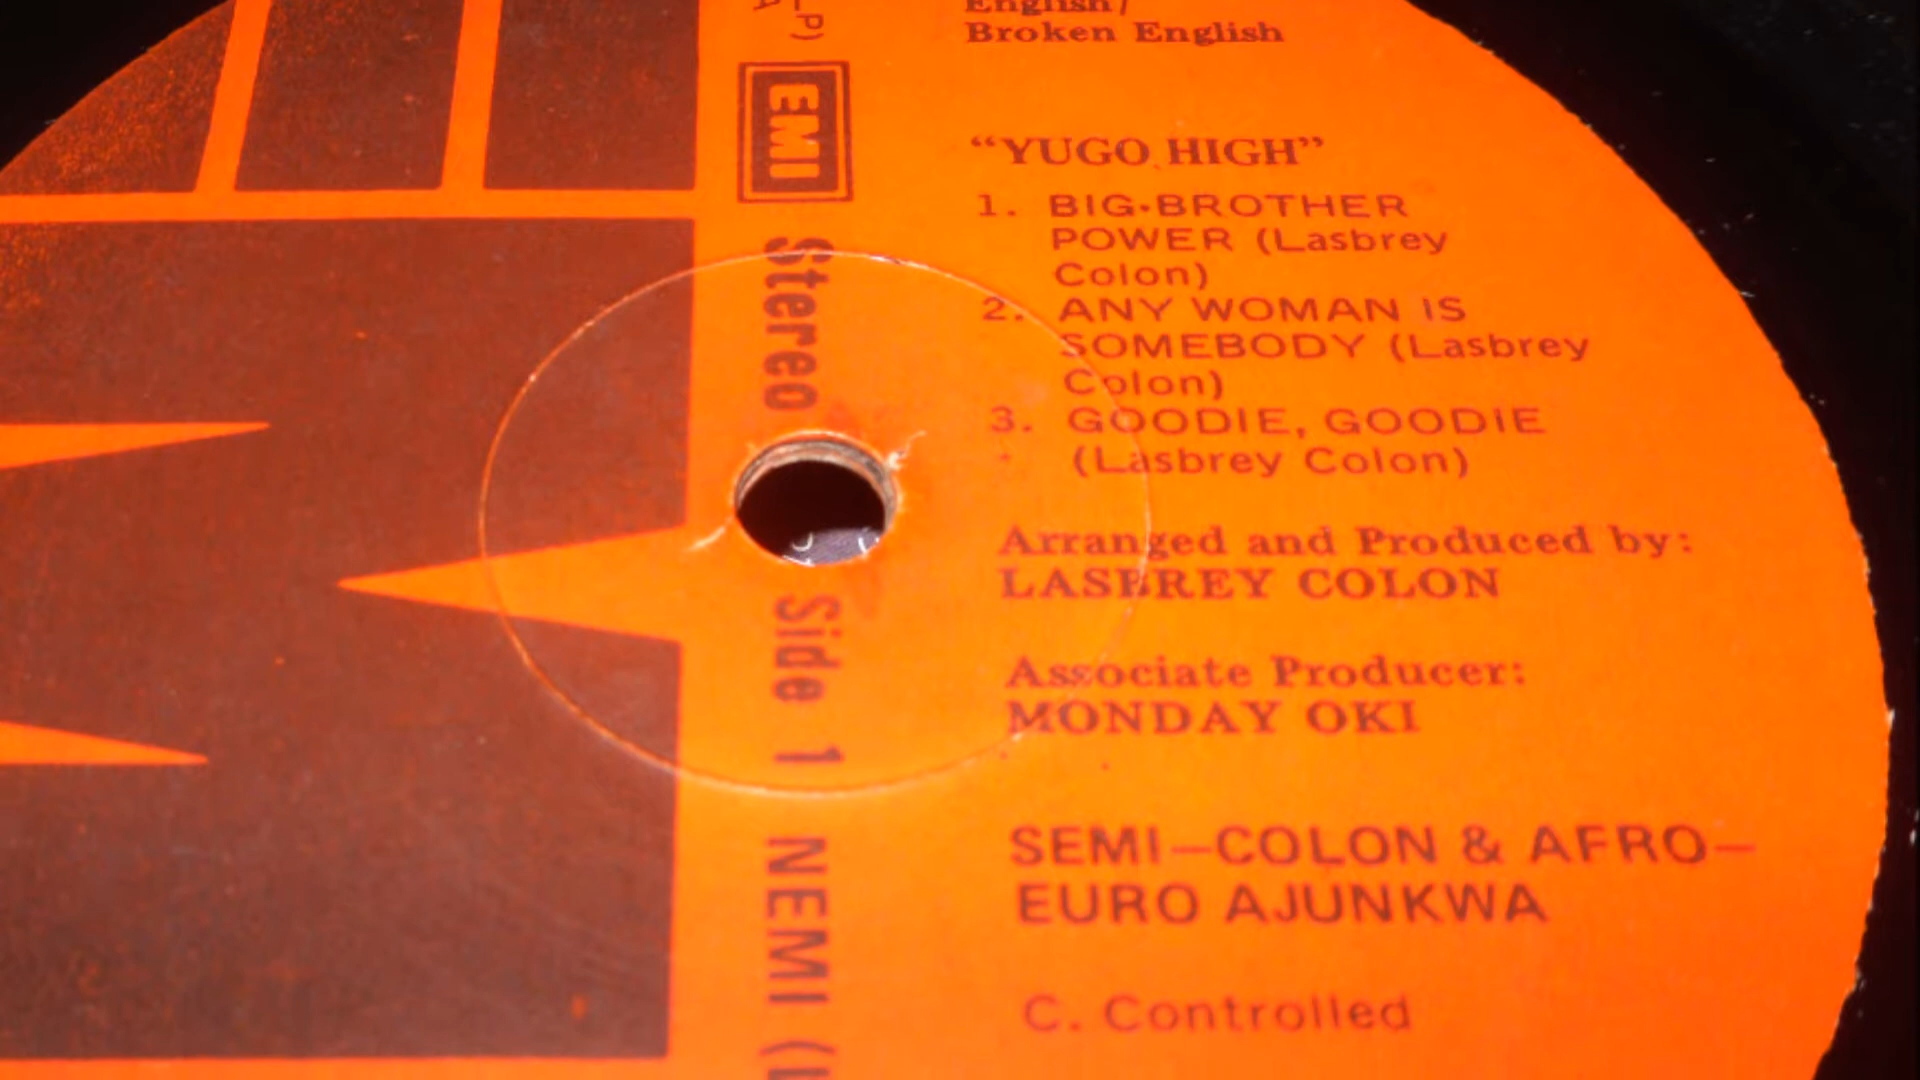 English/
Broken English
"YUGO HIGH"
1. BIG-BROTHER
POWER (Lasbrey
Colon)
2. ANY WOMAN IS
SOMEBODY (Lasbrey
Colon)
3. GOODIE, GOODIE
(Lasbrey Colon)
Arranged and Produced by:
LASBREY COLON
Associate Producer:
MONDAY OKI
SEMI-COLON & AFRO-
EURO AJUNKWA
C. Controlled
EMI Stereo Side 1 NEMI
LP)
A